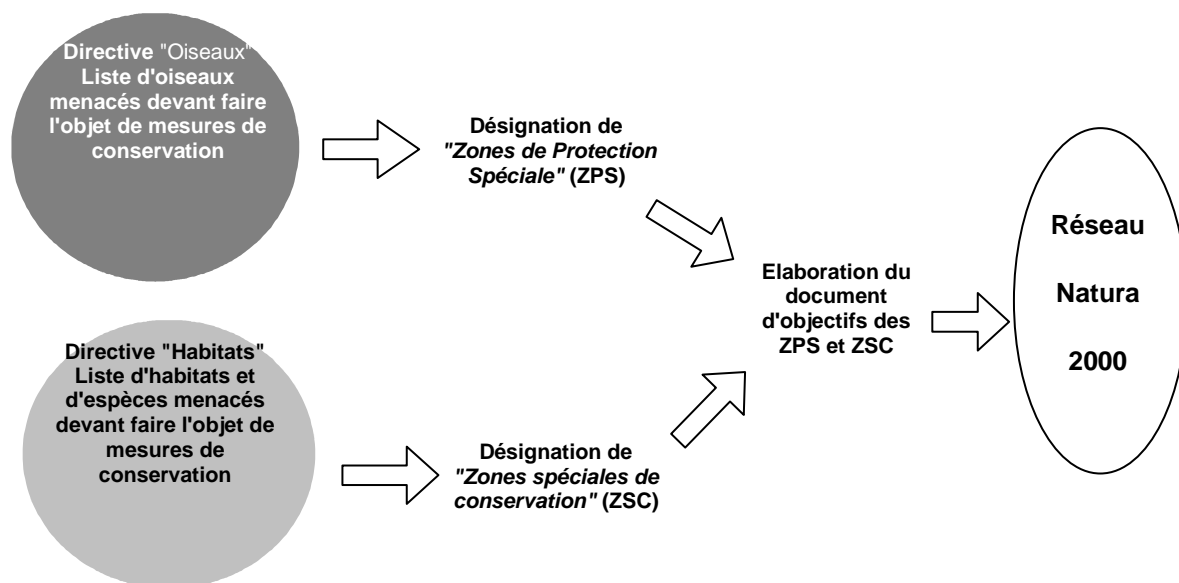 Directive "Oiseaux"
Liste d'oiseaux
menacés devant faire
l'objet de mesures de
conservation
Désignation de
"Zones de Protection
Spéciale" (ZPS)
Directive "Habitats"
Liste d'habitats et
d'espèces menacés
devant faire l'objet de
mesures de
conservation
Désignation de
"Zones spéciales de
conservation" (ZSC)
Elaboration du
document
d'objectifs des
ZPS et ZSC
Réseau
Natura
2000